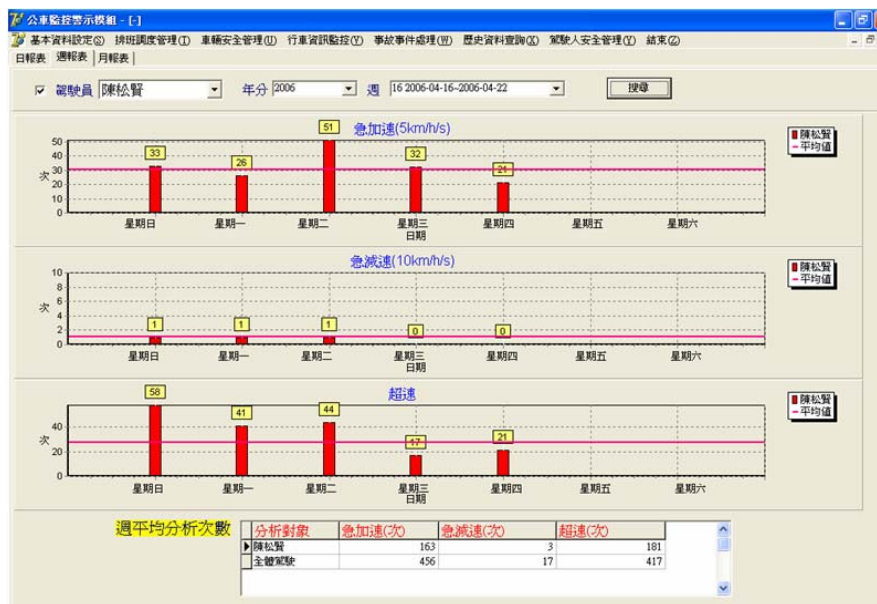 公車監控警示模組 - [-]
基本資料設定(S) 排班調度管理(T) 車輛安全管理(U) 行車資訊監控(V) 事故事件處理(W) 歷史資料查詢(X) 駕駛人安全管理(Y) 結束(Z)
日報表 週報表 月報表
駕駛員 陳松賢 年分 2006 週 16 2006-04-16~2006-04-22 搜尋
急加速(5km/h/s)
50
40
30
20
10
0
次
33 26 51 32 21
星期日 星期一 星期二 星期三 星期四 星期五 星期六
日期
陳松賢
平均值
急減速(10km/h/s)
10
8
6
4
2
0
次
1 1 1 0 0
星期日 星期一 星期二 星期三 星期四 星期五 星期六
日期
陳松賢
平均值
超速
40
20
0
次
58 41 44 17 21
星期日 星期一 星期二 星期三 星期四 星期五 星期六
日期
陳松賢
平均值
週平均分析次數
分析對象 急加速(次) 急減速(次) 超速(次)
陳松賢 163 3 181
全體駕駛 456 17 417